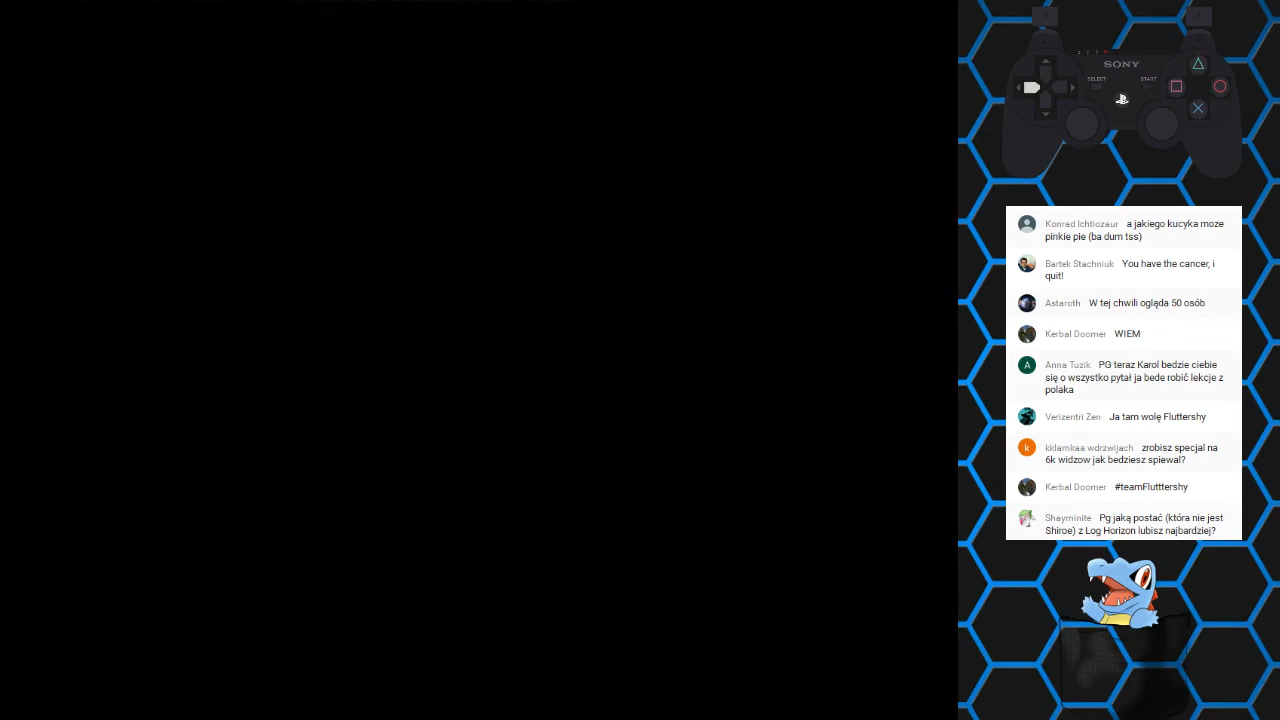 SONY
SELECT
START
Konrad Ichtiozaur a jakiego kucyka moze
pinkie pie (ba dum tss)
Bartek Stachniuk You have the cancer, i
quit!
Astaroth W tej chwili ogląda 50 osób
Kerbal Doomer WIEM
A
Anna Tuzik PG teraz Karol bedzie ciebie
się o wszystko pytał ja bede robić lekcje z
polaka
Verizentri Zen Ja tam wolę Fluttershy
k
kklamkaa wdrzwijach zrobisz specjal na
6k widzow jak bedziesz spiewal?
Kerbal Doomer #teamFlutttershy
Shayminite Pg jaką postać (która nie jest
Shiroe) z Log Horizon lubisz najbardziej?